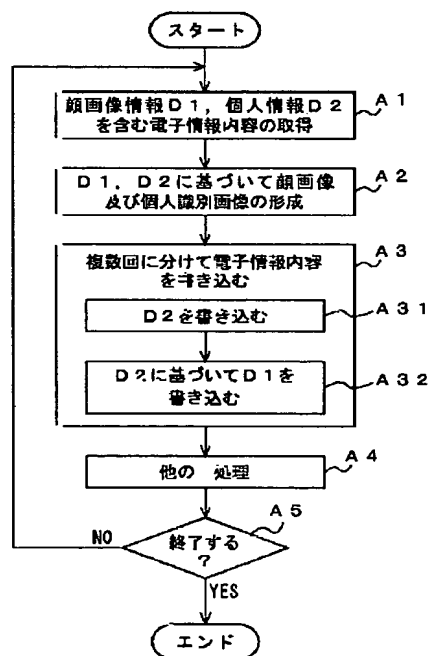 スタート
A1
顔画像情報D1，個人情報D2
を含む電子情報内容の取得
A2
D1，D2に基づいて顔画像
及び個人識別画像の形成
A3
複数回に分けて電子情報内容
を書き込む
A31
D2を書き込む
A32
D2に基づいてD1を
書き込む
A4
他の 処理
A5
終了する
?
NO
YES
エンド